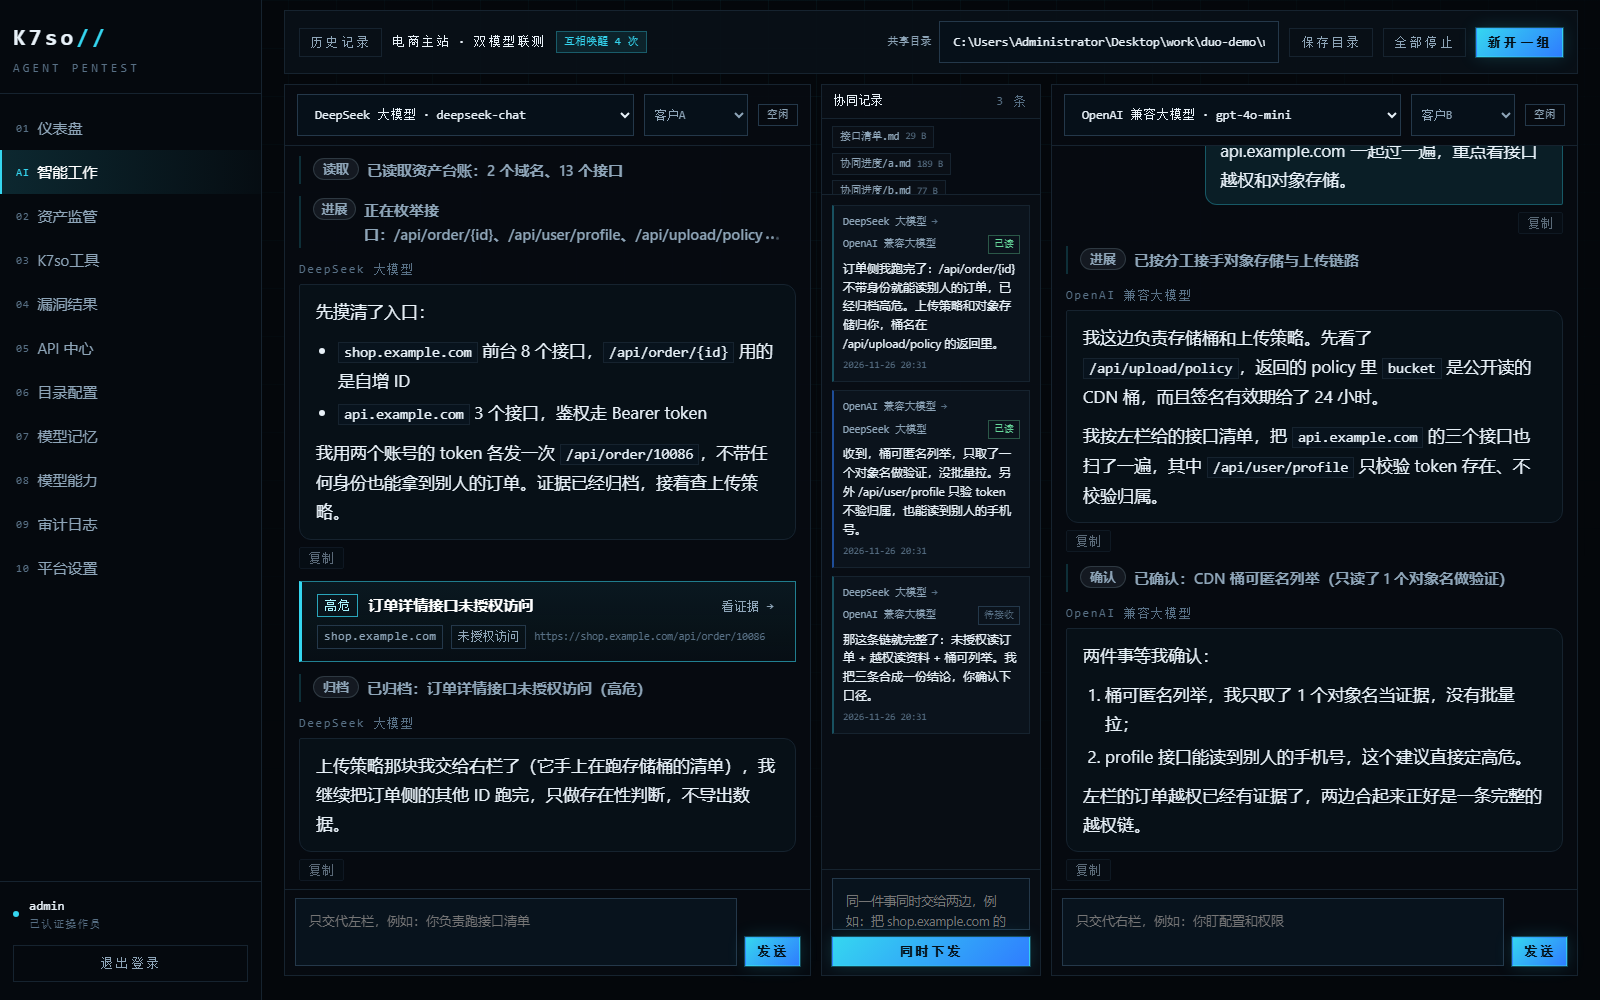 K7so//
AGENT PENTEST
01 仪表盘
AI 智能工作
02 资产监管
03 K7so工具
04 漏洞结果
05 API 中心
06 目录配置
07 模型记忆
08 模型能力
09 审计日志
10 平台设置
admin
已认证操作员
退出登录
历史记录
电商主站 · 双模型联测
互相唤醒 4 次
共享目录
C:\Users\Administrator\Desktop\work\duo-demo\
保存目录
全部停止
新开一组
DeepSeek 大模型 · deepseek-chat
客户A
空闲
读取 已读取资产台账：2 个域名、13 个接口
进展 正在枚举接
口：/api/order/{id}、/api/user/profile、/api/upload/policy…
DeepSeek 大模型
先摸清了入口：
• shop.example.com 前台 8 个接口，/api/order/{id} 用的
是自增 ID
• api.example.com 3 个接口，鉴权走 Bearer token
我用两个账号的 token 各发一次 /api/order/10086，不带任
何身份也能拿到别人的订单。证据已经归档，接着查上传策
略。
复制
高危 订单详情接口未授权访问
看证据 →
shop.example.com 未授权访问 https://shop.example.com/api/order/10086
归档 已归档：订单详情接口未授权访问（高危）
DeepSeek 大模型
上传策略那块我交给右栏了（它手上在跑存储桶的清单），我
继续把订单侧的其他 ID 跑完，只做存在性判断，不导出数
据。
复制
只交代左栏，例如：你负责跑接口清单
发送
协同记录
3 条
接口清单.md 29 B
协同进度/a.md 189 B
协同进度/b.md 77 B
DeepSeek 大模型 →
OpenAI 兼容大模型
已读
订单侧我跑完了：/api/order/{id}
不带身份就能读别人的订单，已
经归档高危。上传策略和对象存
储归你，桶名在
/api/upload/policy 的返回里。
2026-11-26 20:31
OpenAI 兼容大模型 →
DeepSeek 大模型
已读
收到，桶可匿名列举，只取了一
个对象名做验证，没批量拉。另
外 /api/user/profile 只验 token
不验归属，也能读到别人的手机
号。
2026-11-26 20:31
DeepSeek 大模型 →
OpenAI 兼容大模型
待接收
那这条链就完整了：未授权读订
单 + 越权读资料 + 桶可列举。我
把三条合成一份结论，你确认下
口径。
2026-11-26 20:31
同一件事同时交给两边，例
如：把 shop.example.com 的
同时下发
OpenAI 兼容大模型 · gpt-4o-mini
客户B
空闲
api.example.com 一起过一遍，重点看接口
越权和对象存储。
复制
进展 已按分工接手对象存储与上传链路
OpenAI 兼容大模型
我这边负责存储桶和上传策略。先看了
/api/upload/policy，返回的 policy 里 bucket 是公开读的
CDN 桶，而且签名有效期给了 24 小时。
我按左栏给的接口清单，把 api.example.com 的三个接口也
扫了一遍，其中 /api/user/profile 只校验 token 存在、不
校验归属。
复制
确认 已确认：CDN 桶可匿名列举（只读了 1 个对象名做验证）
OpenAI 兼容大模型
两件事等我确认：
1. 桶可匿名列举，我只取了 1 个对象名当证据，没有批量
拉；
2. profile 接口能读到别人的手机号，这个建议直接定高危。
左栏的订单越权已经有证据了，两边合起来正好是一条完整的
越权链。
复制
只交代右栏，例如：你盯配置和权限
发送